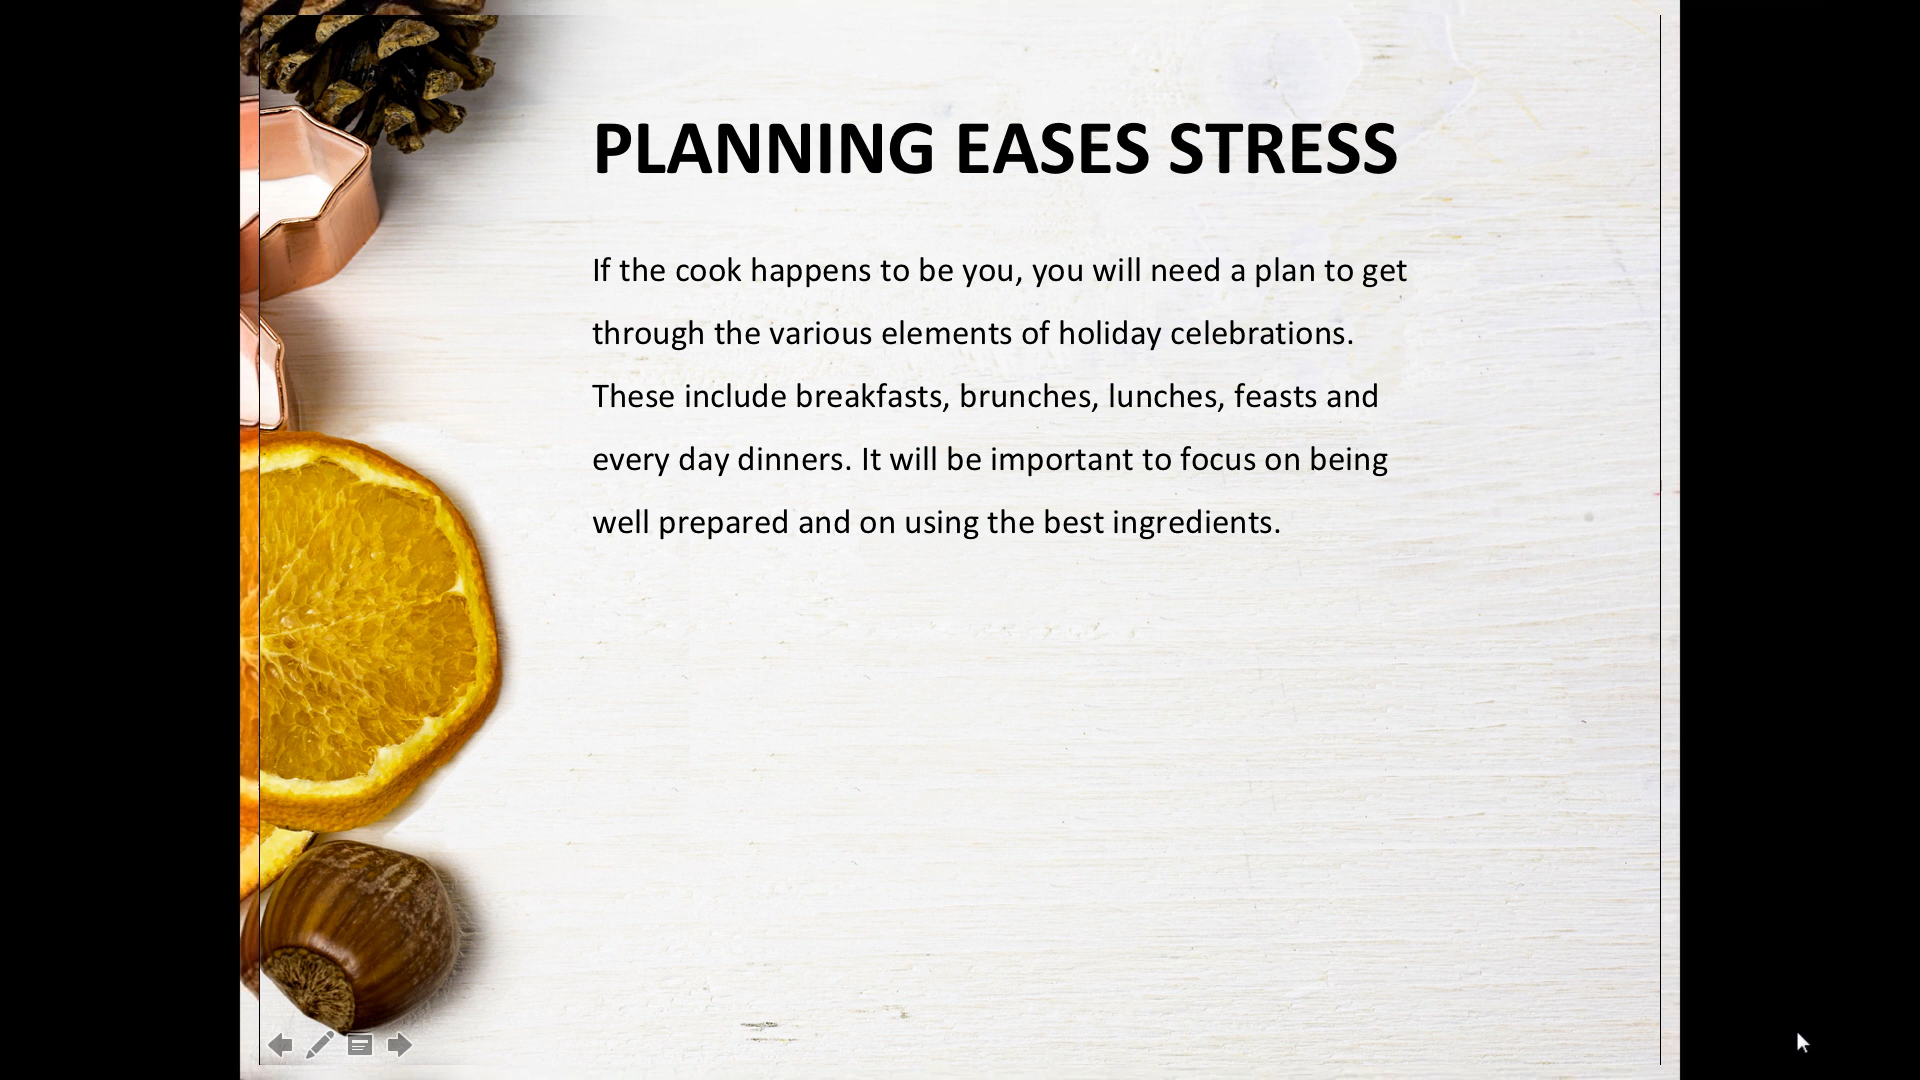 PLANNING EASES STRESS
If the cook happens to be you, you will need a plan to get
through the various elements of holiday celebrations.
These include breakfasts, brunches, lunches, feasts and
every day dinners. It will be important to focus on being
well prepared and on using the best ingredients.